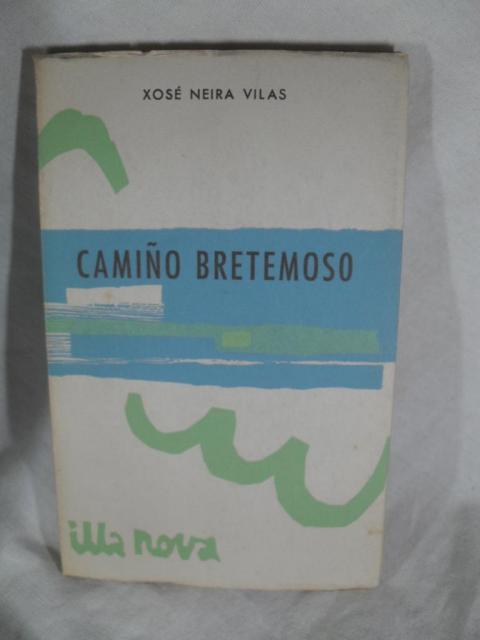 XOSÉ NEIRA VILAS
CAMIÑO BRETEMOSO
illa nova